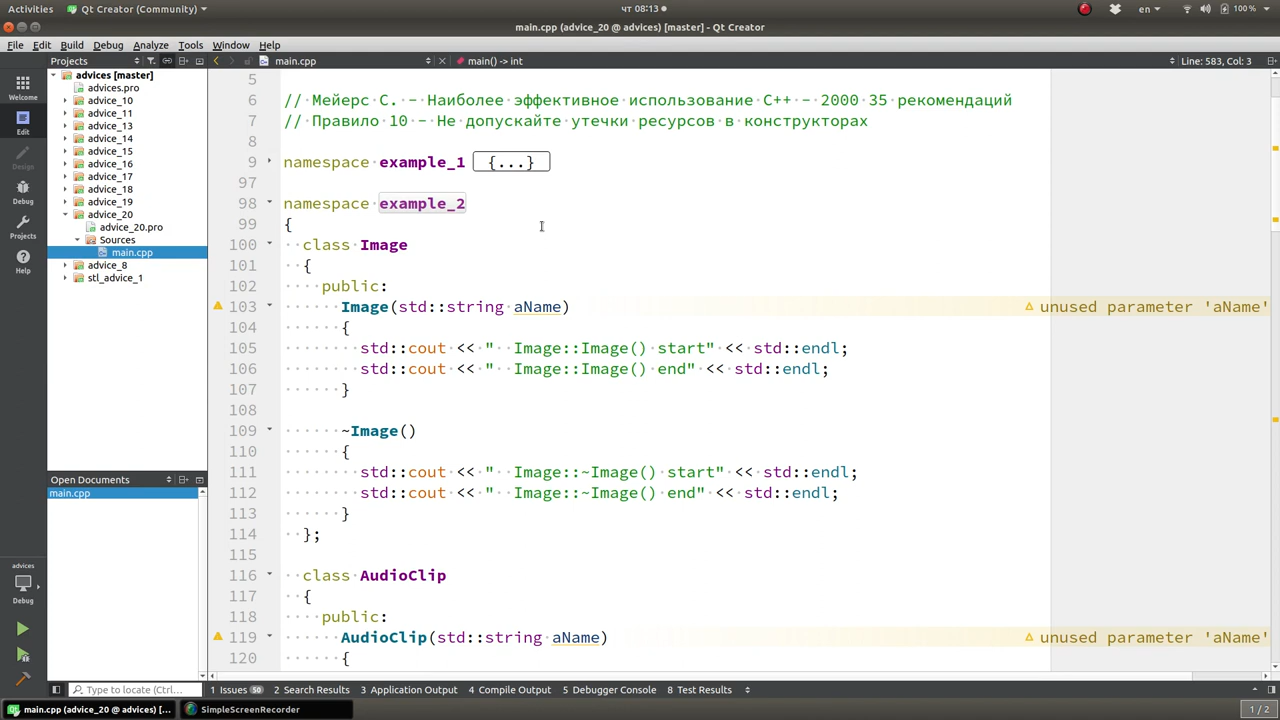 Activities
Qt Creator (Community)
чт 08:13
en
100 %
main.cpp (advice_20 @ advices) [master] - Qt Creator
File Edit Build Debug Analyze Tools Window Help
Projects
main.cpp
main() -> int
Line: 583, Col: 3
Welcome
Edit
Design
Debug
Projects
Help
advices
Debug
advices [master]
advices.pro
advice_10
advice_11
advice_13
advice_14
advice_15
advice_16
advice_17
advice_18
advice_19
advice_20
advice_20.pro
Sources
main.cpp
advice_8
stl_advice_1
Open Documents
main.cpp
5
6 // Мейерс С. - Наиболее эффективное использование C++ - 2000 35 рекомендаций
7 // Правило 10 - Не допускайте утечки ресурсов в конструкторах
8
9 namespace example_1 {...}
97
98 namespace example_2
99 {
100 class Image
101 {
102 public:
103 Image(std::string aName) unused parameter 'aName'
104 {
105 std::cout << "  Image::Image() start" << std::endl;
106 std::cout << "  Image::Image() end" << std::endl;
107 }
108
109 ~Image()
110 {
111 std::cout << "  Image::~Image() start" << std::endl;
112 std::cout << "  Image::~Image() end" << std::endl;
113 }
114 };
115
116 class AudioClip
117 {
118 public:
119 AudioClip(std::string aName) unused parameter 'aName'
120 {
Type to locate (Ctrl...
1 Issues 50
2 Search Results
3 Application Output
4 Compile Output
5 Debugger Console
8 Test Results
main.cpp (advice_20 @ advices) [...
SimpleScreenRecorder
1 / 2